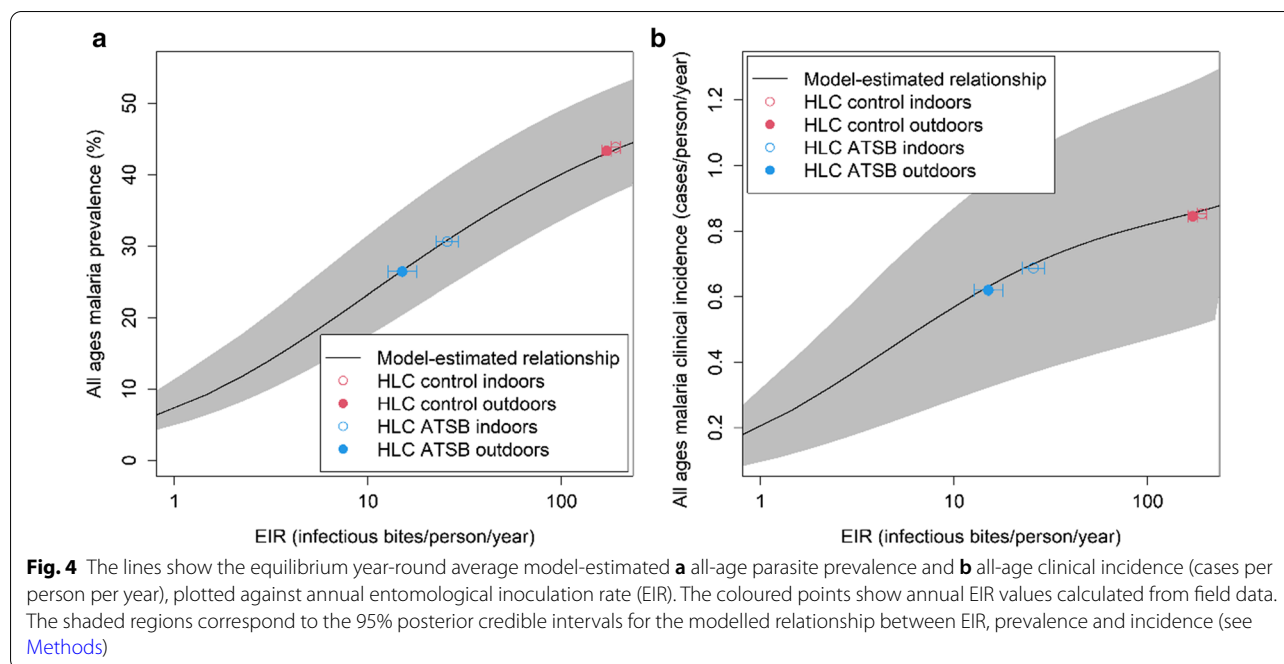 a
All ages malaria prevalence (%)
50
40
30
20
10
0
Model-estimated relationship
HLC control indoors
HLC control outdoors
HLC ATSB indoors
HLC ATSB outdoors
1
10
100
EIR (infectious bites/person/year)
b
All ages malaria clinical incidence (cases/person/year)
1.2
1.0
0.8
0.6
0.4
0.2
Model-estimated relationship
HLC control indoors
HLC control outdoors
HLC ATSB indoors
HLC ATSB outdoors
1
10
100
EIR (infectious bites/person/year)
Fig. 4 The lines show the equilibrium year-round average model-estimated a all-age parasite prevalence and b all-age clinical incidence (cases per
person per year), plotted against annual entomological inoculation rate (EIR). The coloured points show annual EIR values calculated from field data.
The shaded regions correspond to the 95% posterior credible intervals for the modelled relationship between EIR, prevalence and incidence (see
Methods)